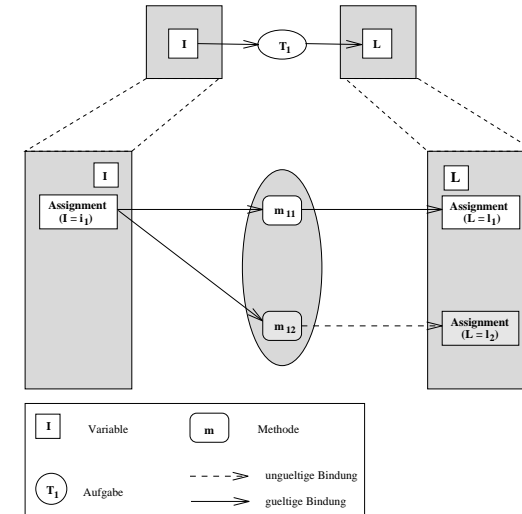 I
T1
L
I
L
Assignment
(I = i1)
m11
Assignment
(L = l1)
m12
Assignment
(L = l2)
I
Variable
m
Methode
T1
Aufgabe
ungueltige Bindung
gueltige Bindung